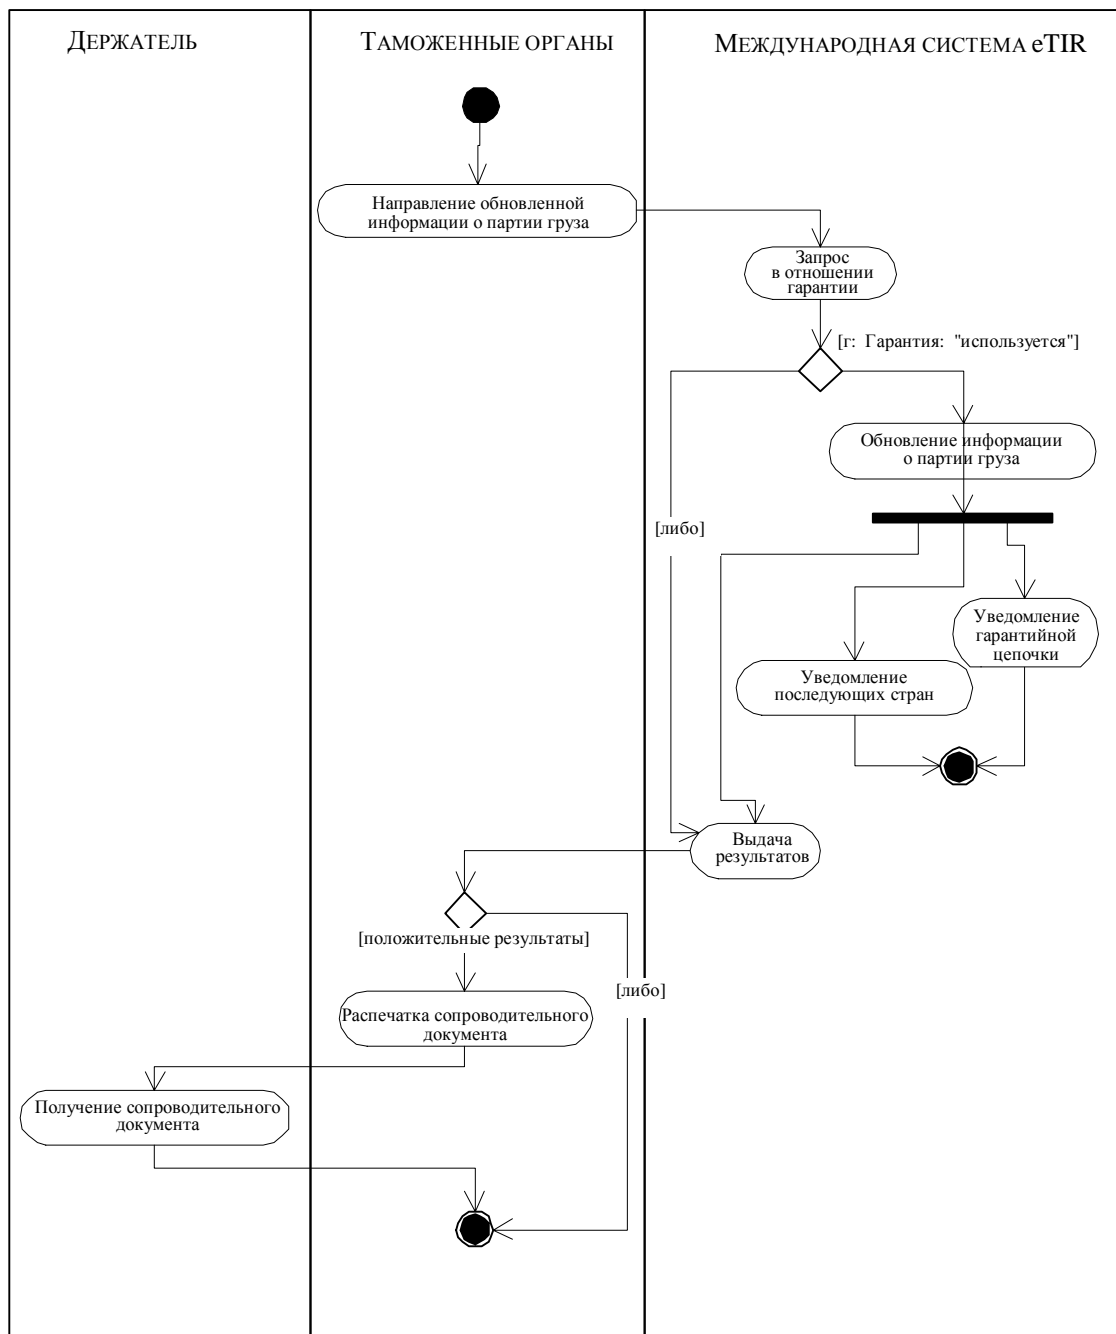 ДЕРЖАТЕЛЬ
ТАМОЖЕННЫЕ ОРГАНЫ
МЕЖДУНАРОДНАЯ СИСТЕМА eTIR
Направление обновленной
информации о партии груза
Запрос
в отношении
гарантии
[г: Гарантия: "используется"]
Обновление информации
о партии груза
[либо]
Уведомление
гарантийной
цепочки
Уведомление
последующих стран
Выдача
результатов
[положительные результаты]
[либо]
Распечатка сопроводительного
документа
Получение сопроводительного
документа